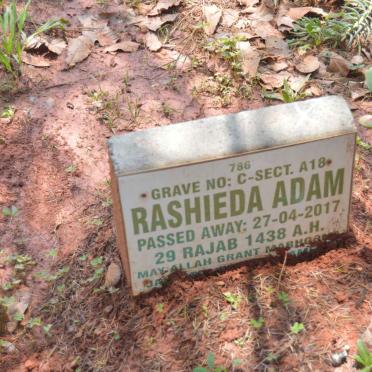 786
GRAVE NO: C-SECT. A18
RASHIEDA ADAM
PASSED AWAY: 27-04-2017
29 RAJAB 1438 A.H.
MAY ALLAH GRANT